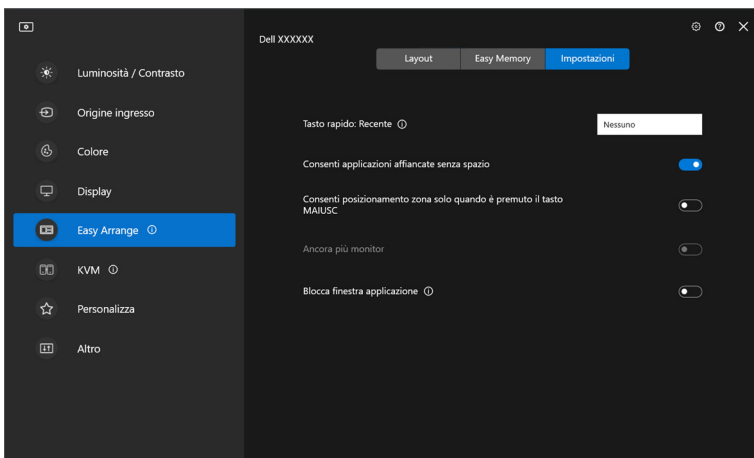 Dell XXXXXX
Layout
Easy Memory
Impostazioni
Luminosità / Contrasto
Origine ingresso
Colore
Display
Easy Arrange
KVM
Personalizza
Altro
Tasto rapido: Recente
Nessuno
Consenti applicazioni affiancate senza spazio
Consenti posizionamento zona solo quando è premuto il tasto
MAIUSC
Ancora più monitor
Blocca finestra applicazione